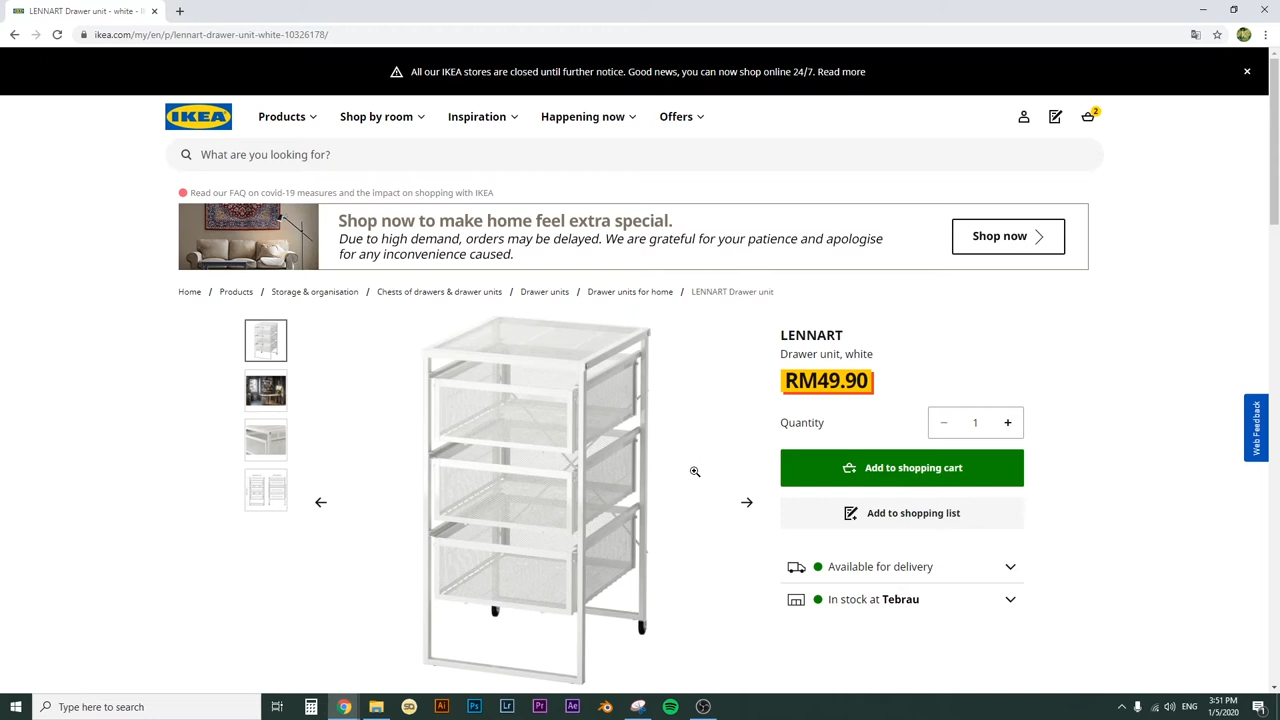 LENNART Drawer unit - white - I
ikea.com/my/en/p/lennart-drawer-unit-white-10326178/
All our IKEA stores are closed until further notice. Good news, you can now shop online 24/7. Read more
IKEA
Products
Shop by room
Inspiration
Happening now
Offers
2
What are you looking for?
Read our FAQ on covid-19 measures and the impact on shopping with IKEA
Shop now to make home feel extra special.
Due to high demand, orders may be delayed. We are grateful for your patience and apologise
for any inconvenience caused.
Shop now
Home / Products / Storage & organisation / Chests of drawers & drawer units / Drawer units / Drawer units for home / LENNART Drawer unit
LENNART
Drawer unit, white
RM49.90
Quantity
1
Add to shopping cart
Add to shopping list
Available for delivery
In stock at Tebrau
Web Feedback
Type here to search
Ai
Ps
Lr
Pr
Ae
ENG
3:51 PM
1/5/2020